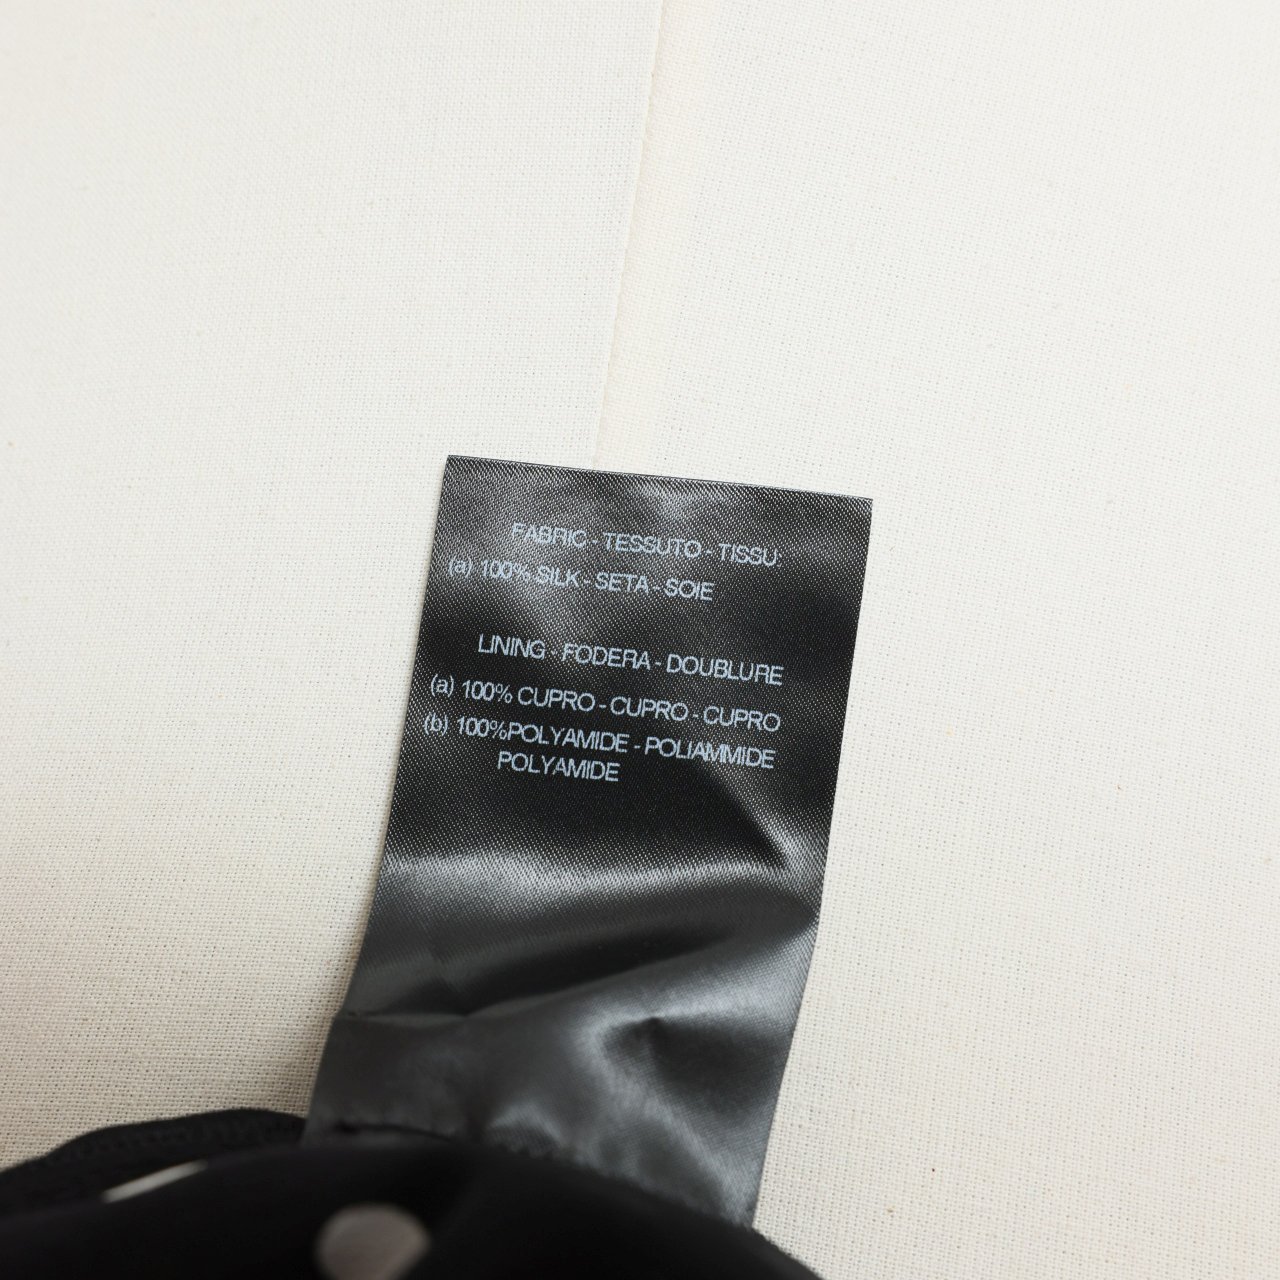 FABRIC - TESSUTO - TISSU
(a) 100% SILK - SETA - SOIE
LINING - FODERA - DOUBLURE
(a) 100% CUPRO - CUPRO - CUPRO
(b) 100%POLYAMIDE - POLIAMMIDE
POLYAMIDE